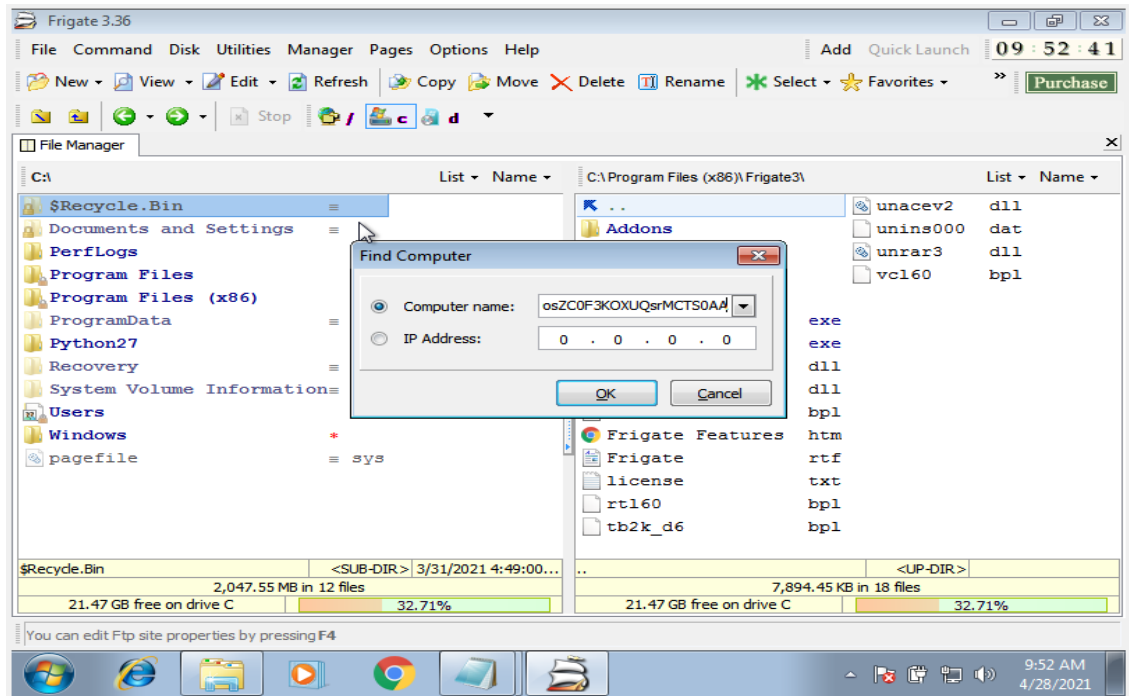 Frigate 3.36
File Command Disk Utilities Manager Pages Options Help Add Quick Launch 09:52:41
New View Edit Refresh Copy Move Delete Rename Select Favorites » Purchase
Stop / c d
File Manager
C:\ List Name C:\Program Files (x86)\Frigate3\ List Name
$Recycle.Bin .. unacev2 dll
Documents and Settings Addons unins000 dat
PerfLogs unrar3 dll
Program Files vcl60 bpl
Program Files (x86)
ProgramData exe
Python27 exe
Recovery dll
System Volume Information dll
Users bpl
Windows * Frigate Features htm
pagefile sys Frigate rtf
license txt
rtl60 bpl
tb2k_d6 bpl
Find Computer
Computer name: osZC0F3KOXUQsrMCTS0AA
IP Address: 0 . 0 . 0 . 0
OK Cancel
$Recycle.Bin <SUB-DIR> 3/31/2021 4:49:00... .. <UP-DIR>
2,047.55 MB in 12 files 7,894.45 KB in 18 files
21.47 GB free on drive C 32.71% 21.47 GB free on drive C 32.71%
You can edit Ftp site properties by pressing F4
9:52 AM
4/28/2021